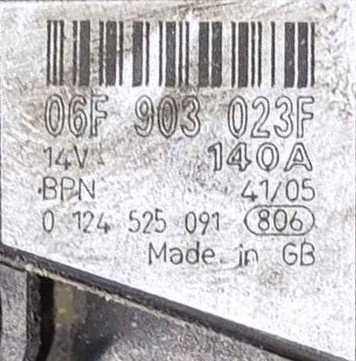 06F 903 023F
14V 140A
BPN 41/05
0 124 525 091 806
Made in GB